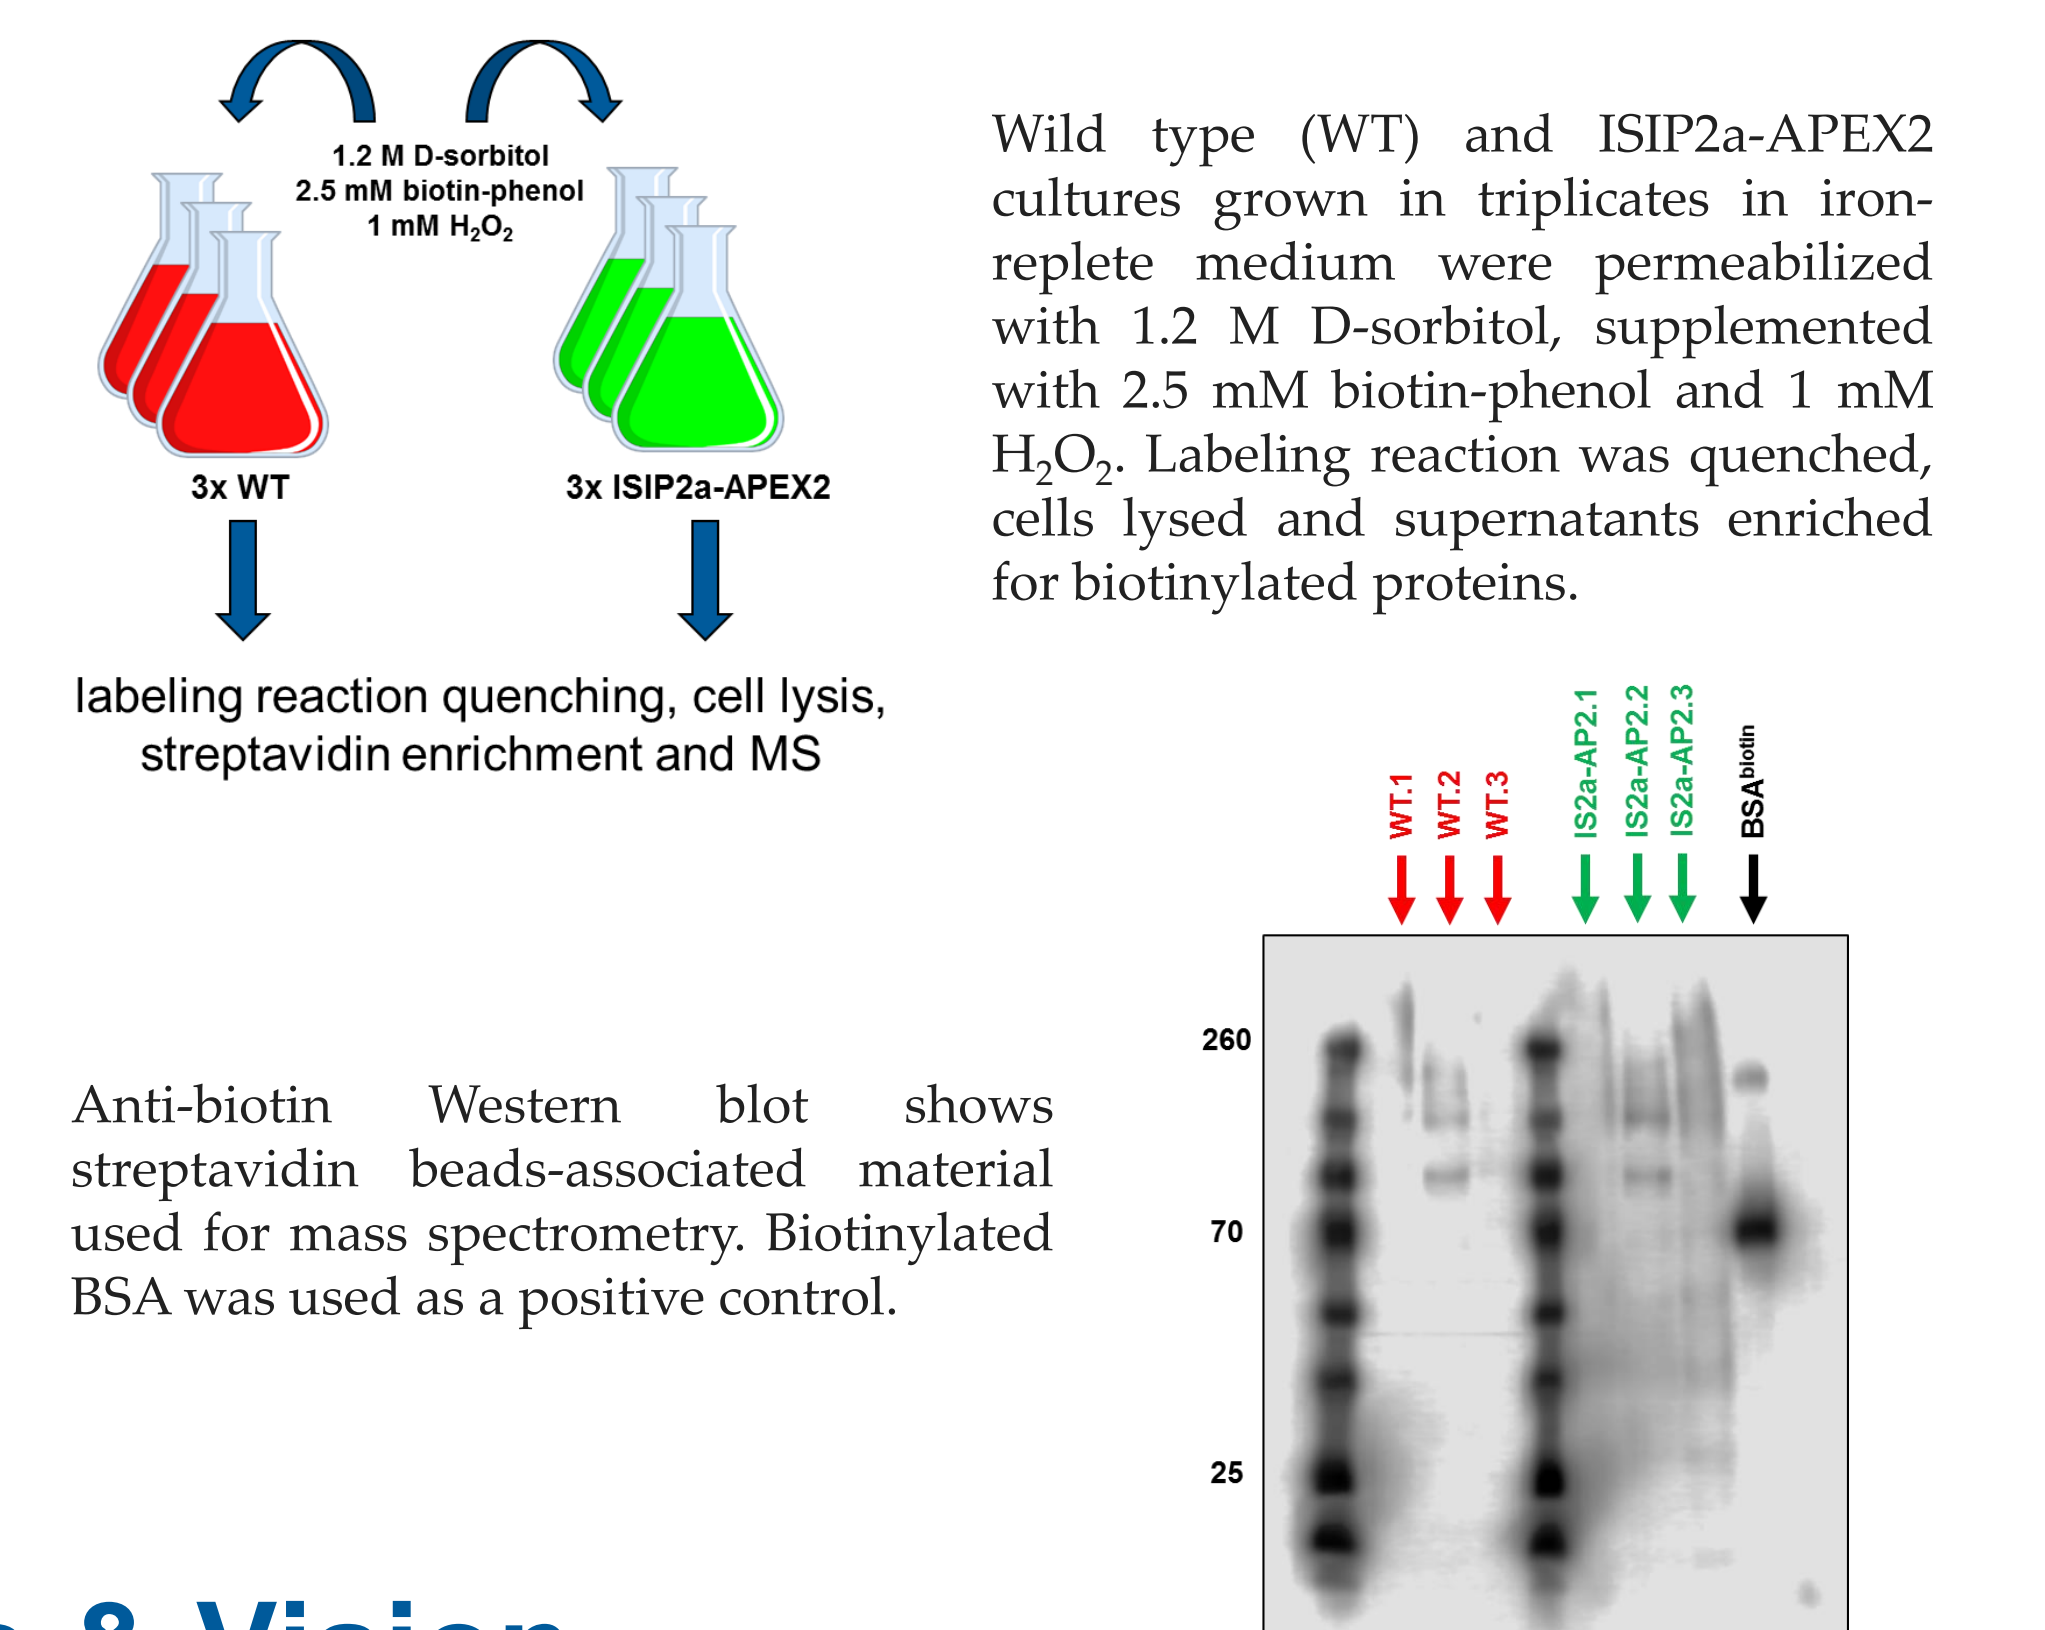 1.2 M D-sorbitol
2.5 mM biotin-phenol
1 mM H₂O₂
3x WT
3x ISIP2a-APEX2
labeling reaction quenching, cell lysis,
streptavidin enrichment and MS
Wild type (WT) and ISIP2a-APEX2
cultures grown in triplicates in iron-
replete medium were permeabilized
with 1.2 M D-sorbitol, supplemented
with 2.5 mM biotin-phenol and 1 mM
H₂O₂. Labeling reaction was quenched,
cells lysed and supernatants enriched
for biotinylated proteins.
Anti-biotin Western blot shows
streptavidin beads-associated material
used for mass spectrometry. Biotinylated
BSA was used as a positive control.
WT.1
WT.2
WT.3
IS2a-AP2.1
IS2a-AP2.2
IS2a-AP2.3
BSAbiotin
260
70
25
& Vision